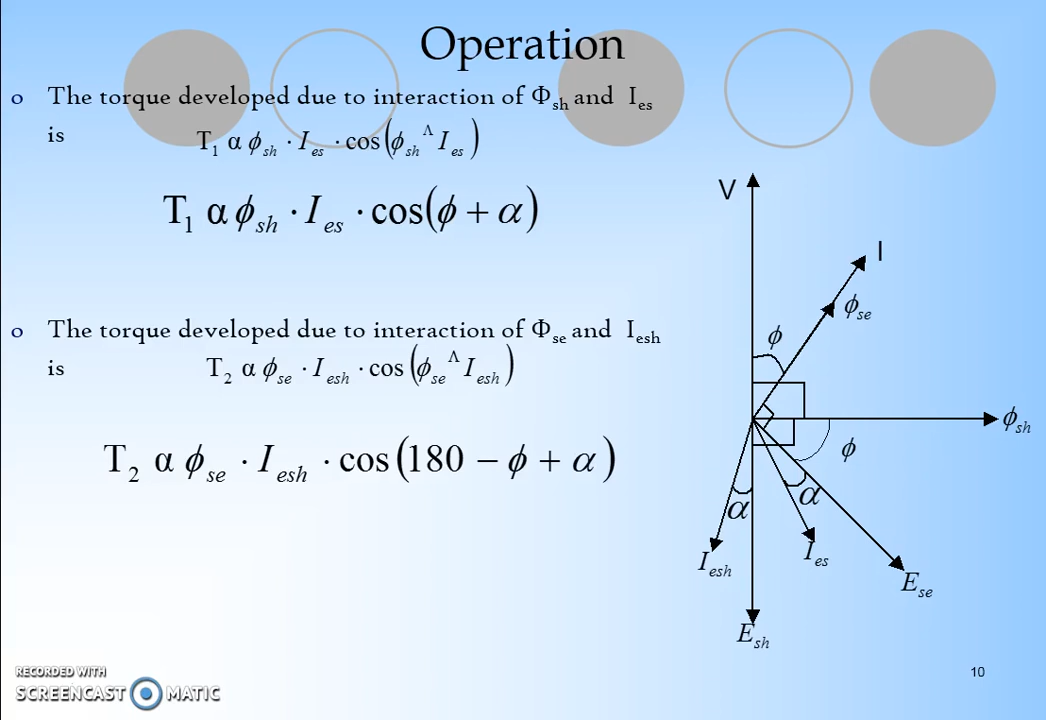 Operation
o The torque developed due to interaction of Φsh and Ies
is T1 α ϕsh · Ies · cos(ϕsh ^ Ies)
T1 α ϕsh · Ies · cos(ϕ + α)
o The torque developed due to interaction of Φse and Iesh
is T2 α ϕse · Iesh · cos(ϕse ^ Iesh)
T2 α ϕse · Iesh · cos(180 − ϕ + α)
V
I
ϕse
ϕ
ϕsh
ϕ
α
α
Iesh
Ies
Ese
Esh
RECORDED WITH
SCREENCAST MATIC
10